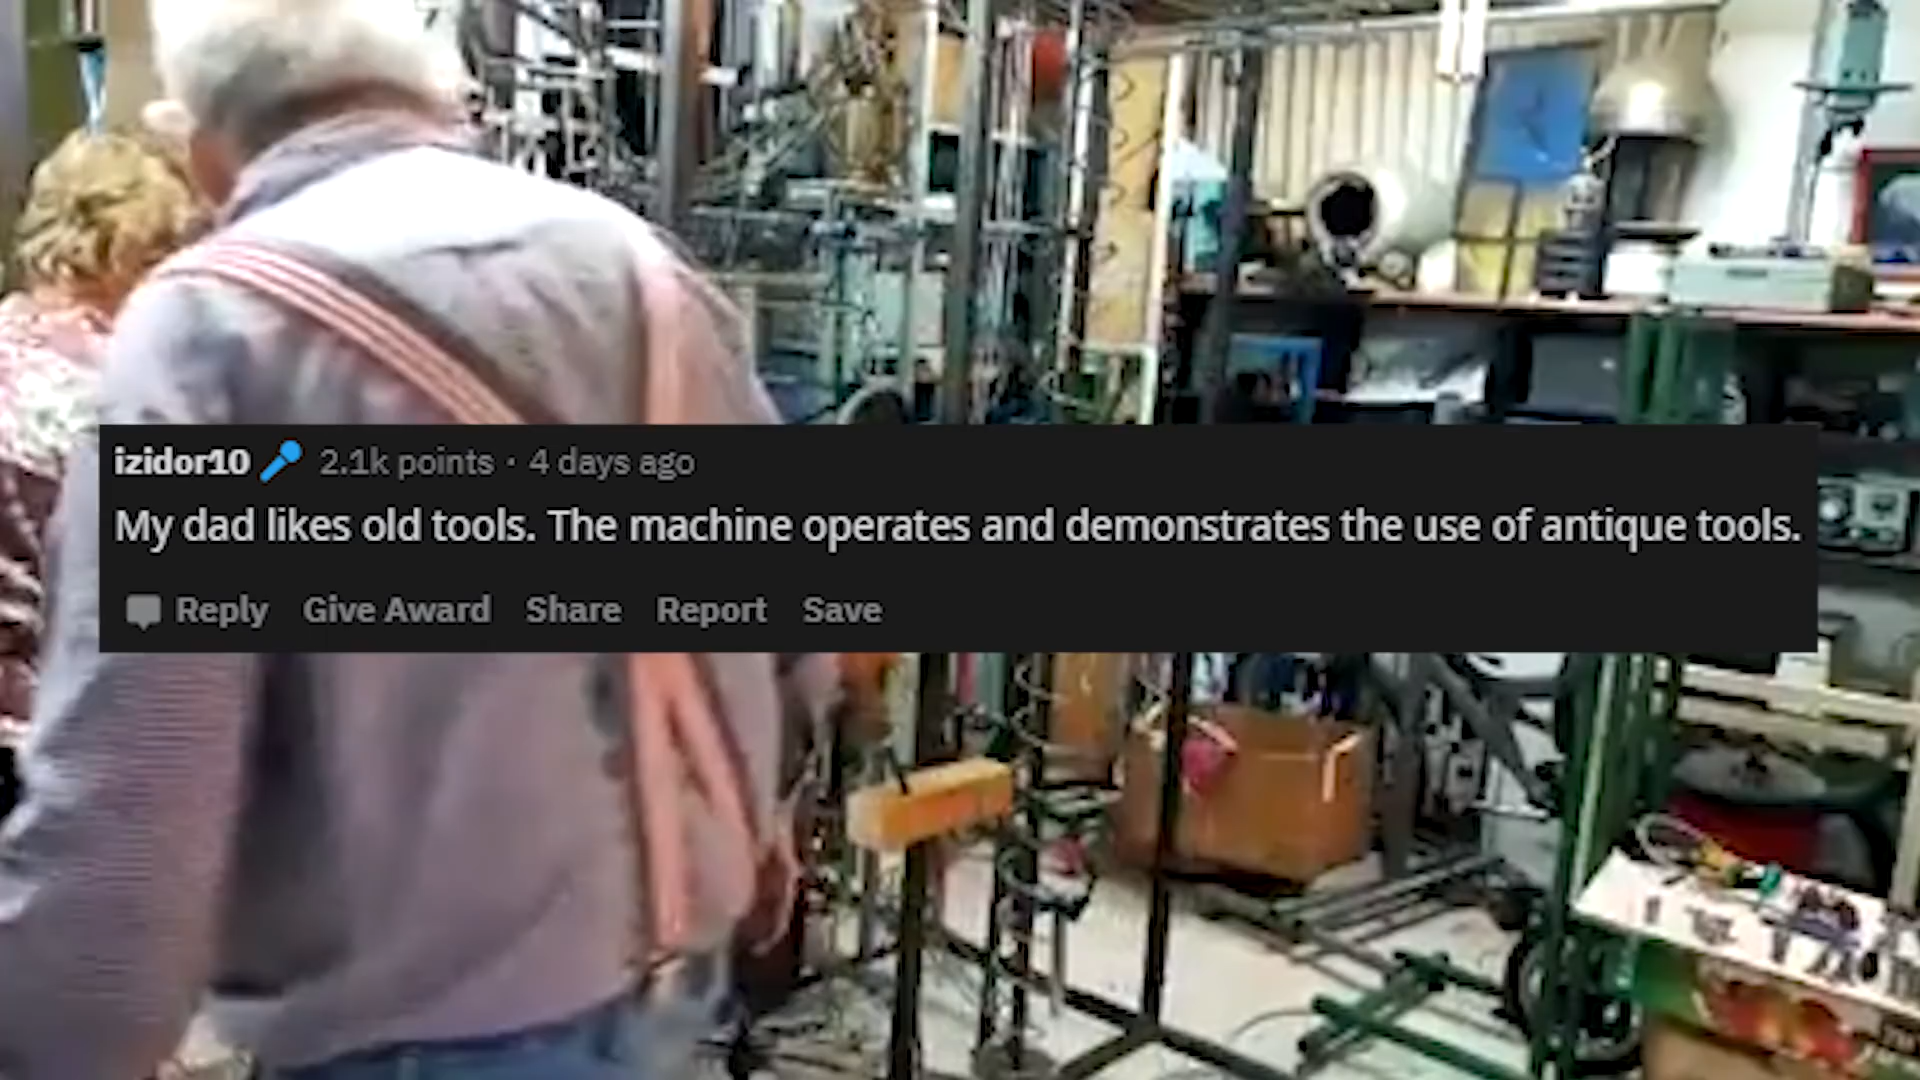 izidor10 2.1k points · 4 days ago
My dad likes old tools. The machine operates and demonstrates the use of antique tools.
Reply Give Award Share Report Save